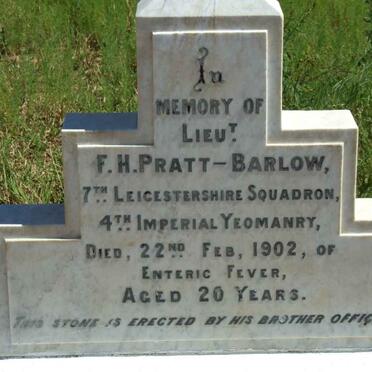 In
MEMORY OF
LIEUT
F. H. PRATT-BARLOW,
7TH LEICESTERSHIRE SQUADRON,
4TH IMPERIAL YEOMANRY,
DIED, 22ND FEB, 1902, OF
ENTERIC FEVER,
AGED 20 YEARS.
THIS STONE IS ERECTED BY HIS BROTHER OFFIC